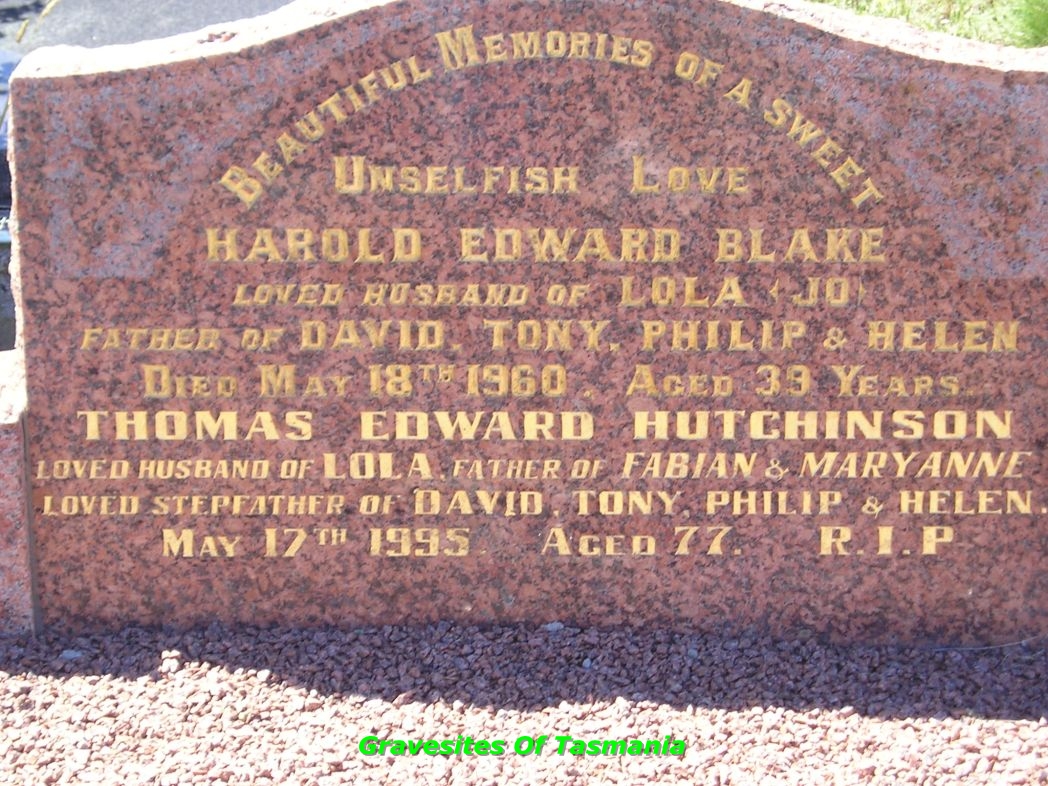 BEAUTIFUL MEMORIES OF A SWEET
UNSELFISH LOVE
HAROLD EDWARD BLAKE
LOVED HUSBAND OF LOLA (JO)
FATHER OF DAVID, TONY, PHILIP & HELEN
DIED MAY 18TH 1960. AGED 39 YEARS.
THOMAS EDWARD HUTCHINSON
LOVED HUSBAND OF LOLA, FATHER OF FABIAN & MARYANNE
LOVED STEPFATHER OF DAVID, TONY, PHILIP & HELEN.
MAY 17TH 1995. AGED 77. R.I.P
Gravesites Of Tasmania